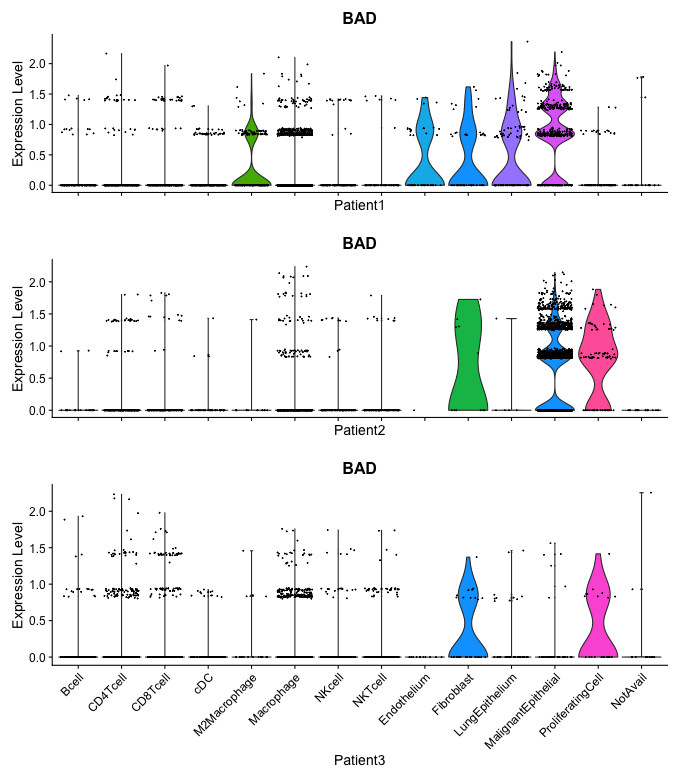 BAD
Expression Level
2.0
1.5
1.0
0.5
0.0
Patient1
BAD
Expression Level
2.0
1.5
1.0
0.5
0.0
Patient2
BAD
Expression Level
2.0
1.5
1.0
0.5
0.0
Bcell
CD4Tcell
CD8Tcell
cDC
M2Macrophage
Macrophage
NKcell
NKTcell
Endothelium
Fibroblast
LungEpithelium
MalignantEpithelial
ProliferatingCell
NotAvail
Patient3